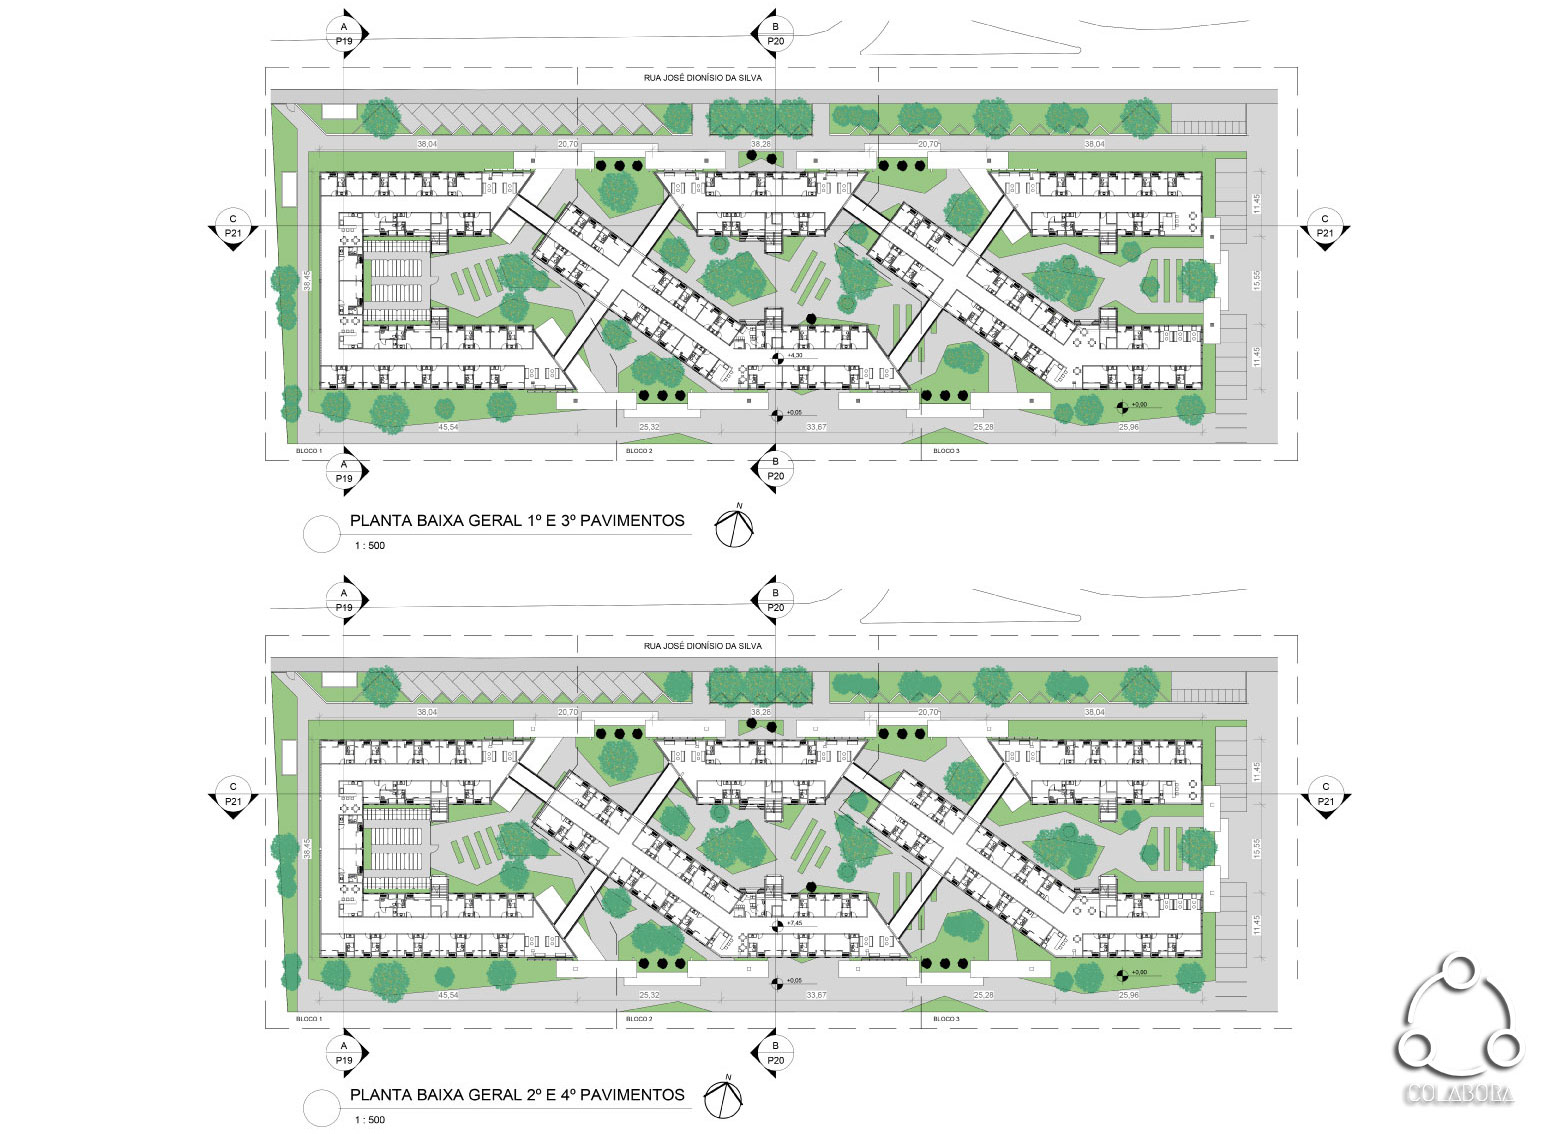 A
P19
B
P20
RUA JOSÉ DIONÍSIO DA SILVA
38,04
20,70
38,28
20,70
38,04
C
P21
C
P21
11,45
38,45
15,55
11,45
+4,30
+0,05
+0,90
45,54
25,32
33,67
25,28
25,96
BLOCO 1
BLOCO 2
BLOCO 3
A
P19
B
P20
PLANTA BAIXA GERAL 1º E 3º PAVIMENTOS
N
1 : 500
A
P19
B
P20
RUA JOSÉ DIONÍSIO DA SILVA
38,04
20,70
38,28
20,70
38,04
C
P21
C
P21
11,45
38,45
15,55
11,45
+7,45
+0,05
+0,90
45,54
25,32
33,67
25,28
25,96
BLOCO 1
BLOCO 2
BLOCO 3
A
P19
B
P20
PLANTA BAIXA GERAL 2º E 4º PAVIMENTOS
N
1 : 500
COLABORA